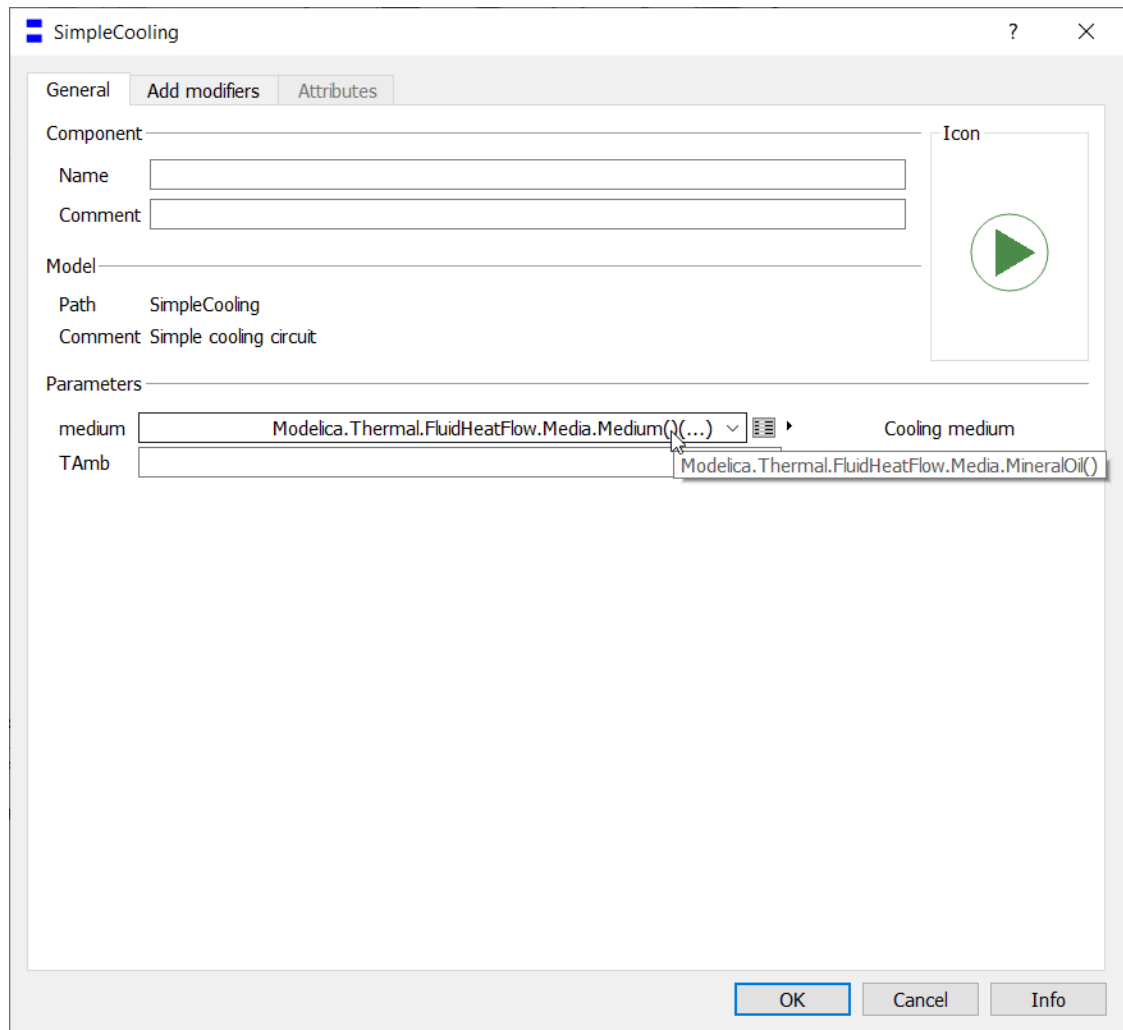 SimpleCooling ?
General Add modifiers Attributes
Component
Icon
Name
Comment
Model
Path SimpleCooling
Comment Simple cooling circuit
Parameters
medium Modelica.Thermal.FluidHeatFlow.Media.Medium()(...) Cooling medium
TAmb
Modelica.Thermal.FluidHeatFlow.Media.MineralOil()
OK Cancel Info